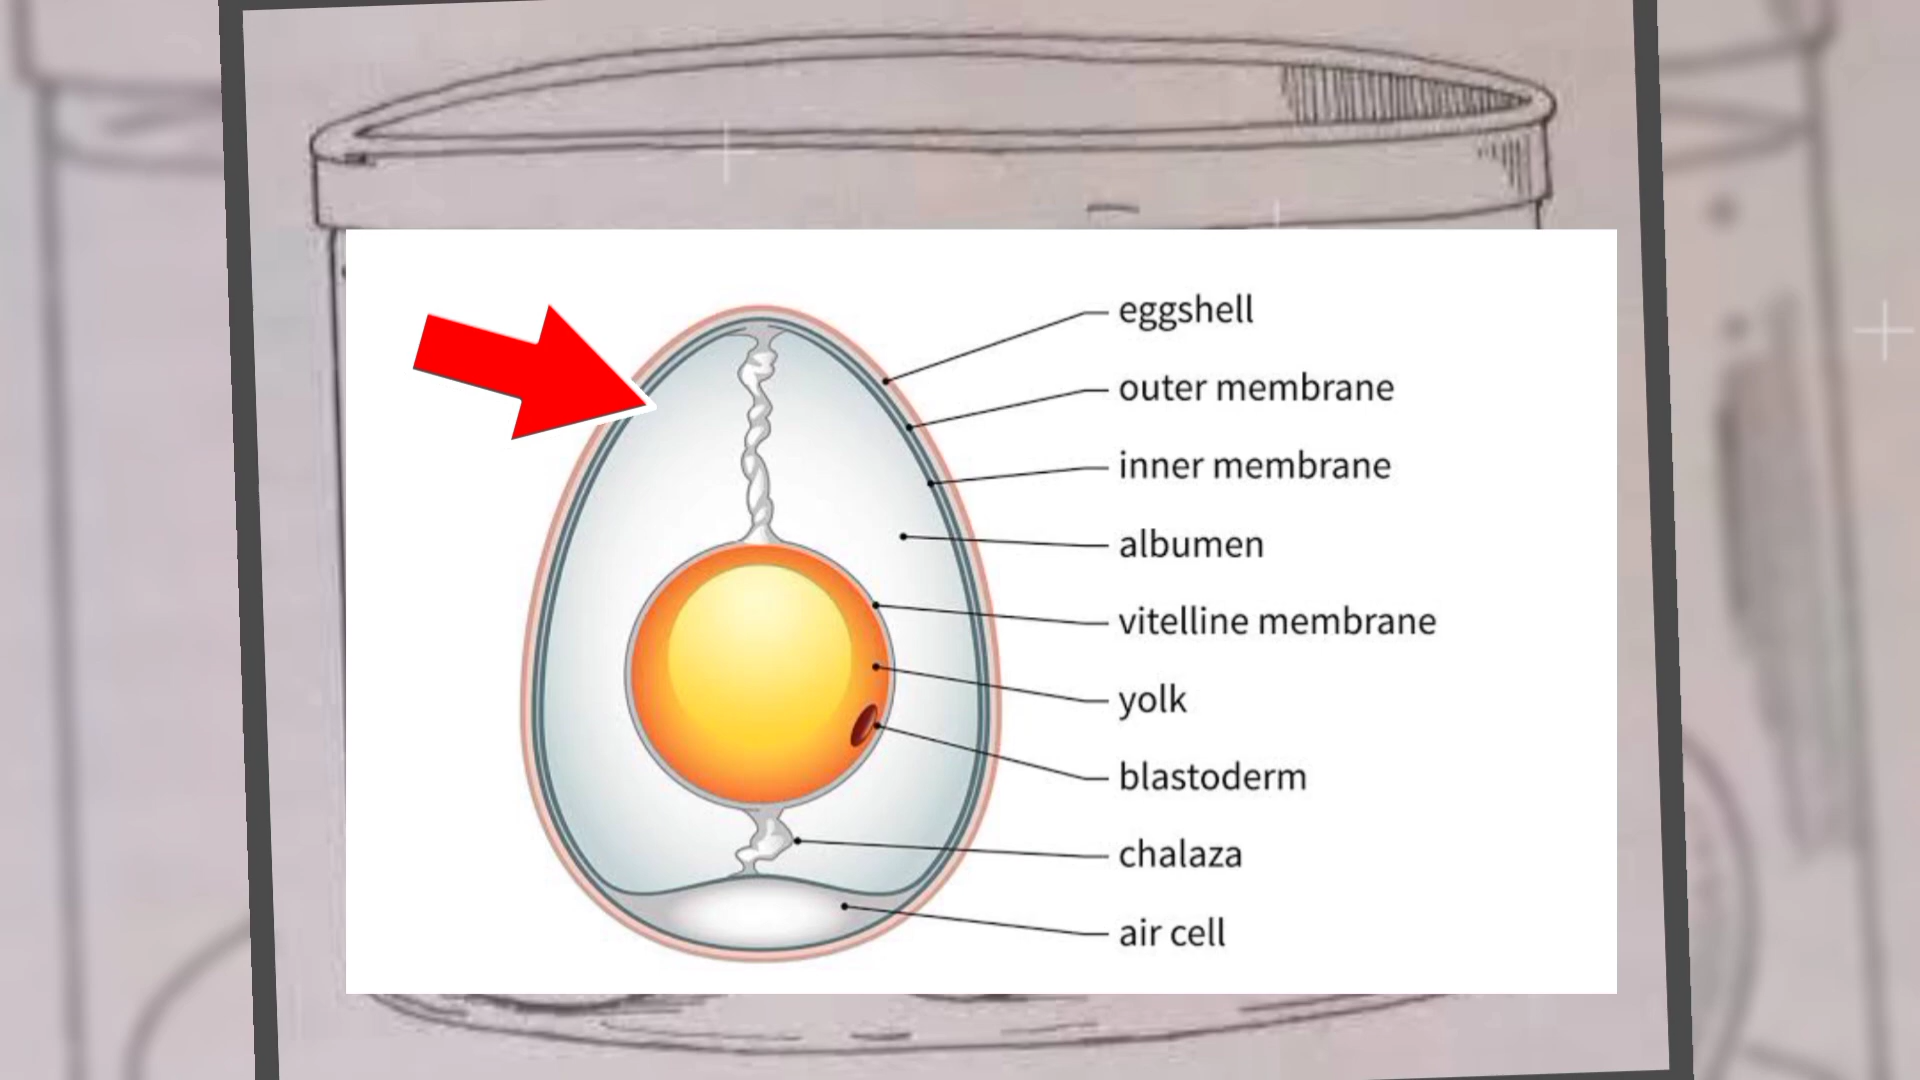 eggshell
outer membrane
inner membrane
albumen
vitelline membrane
yolk
blastoderm
chalaza
air cell